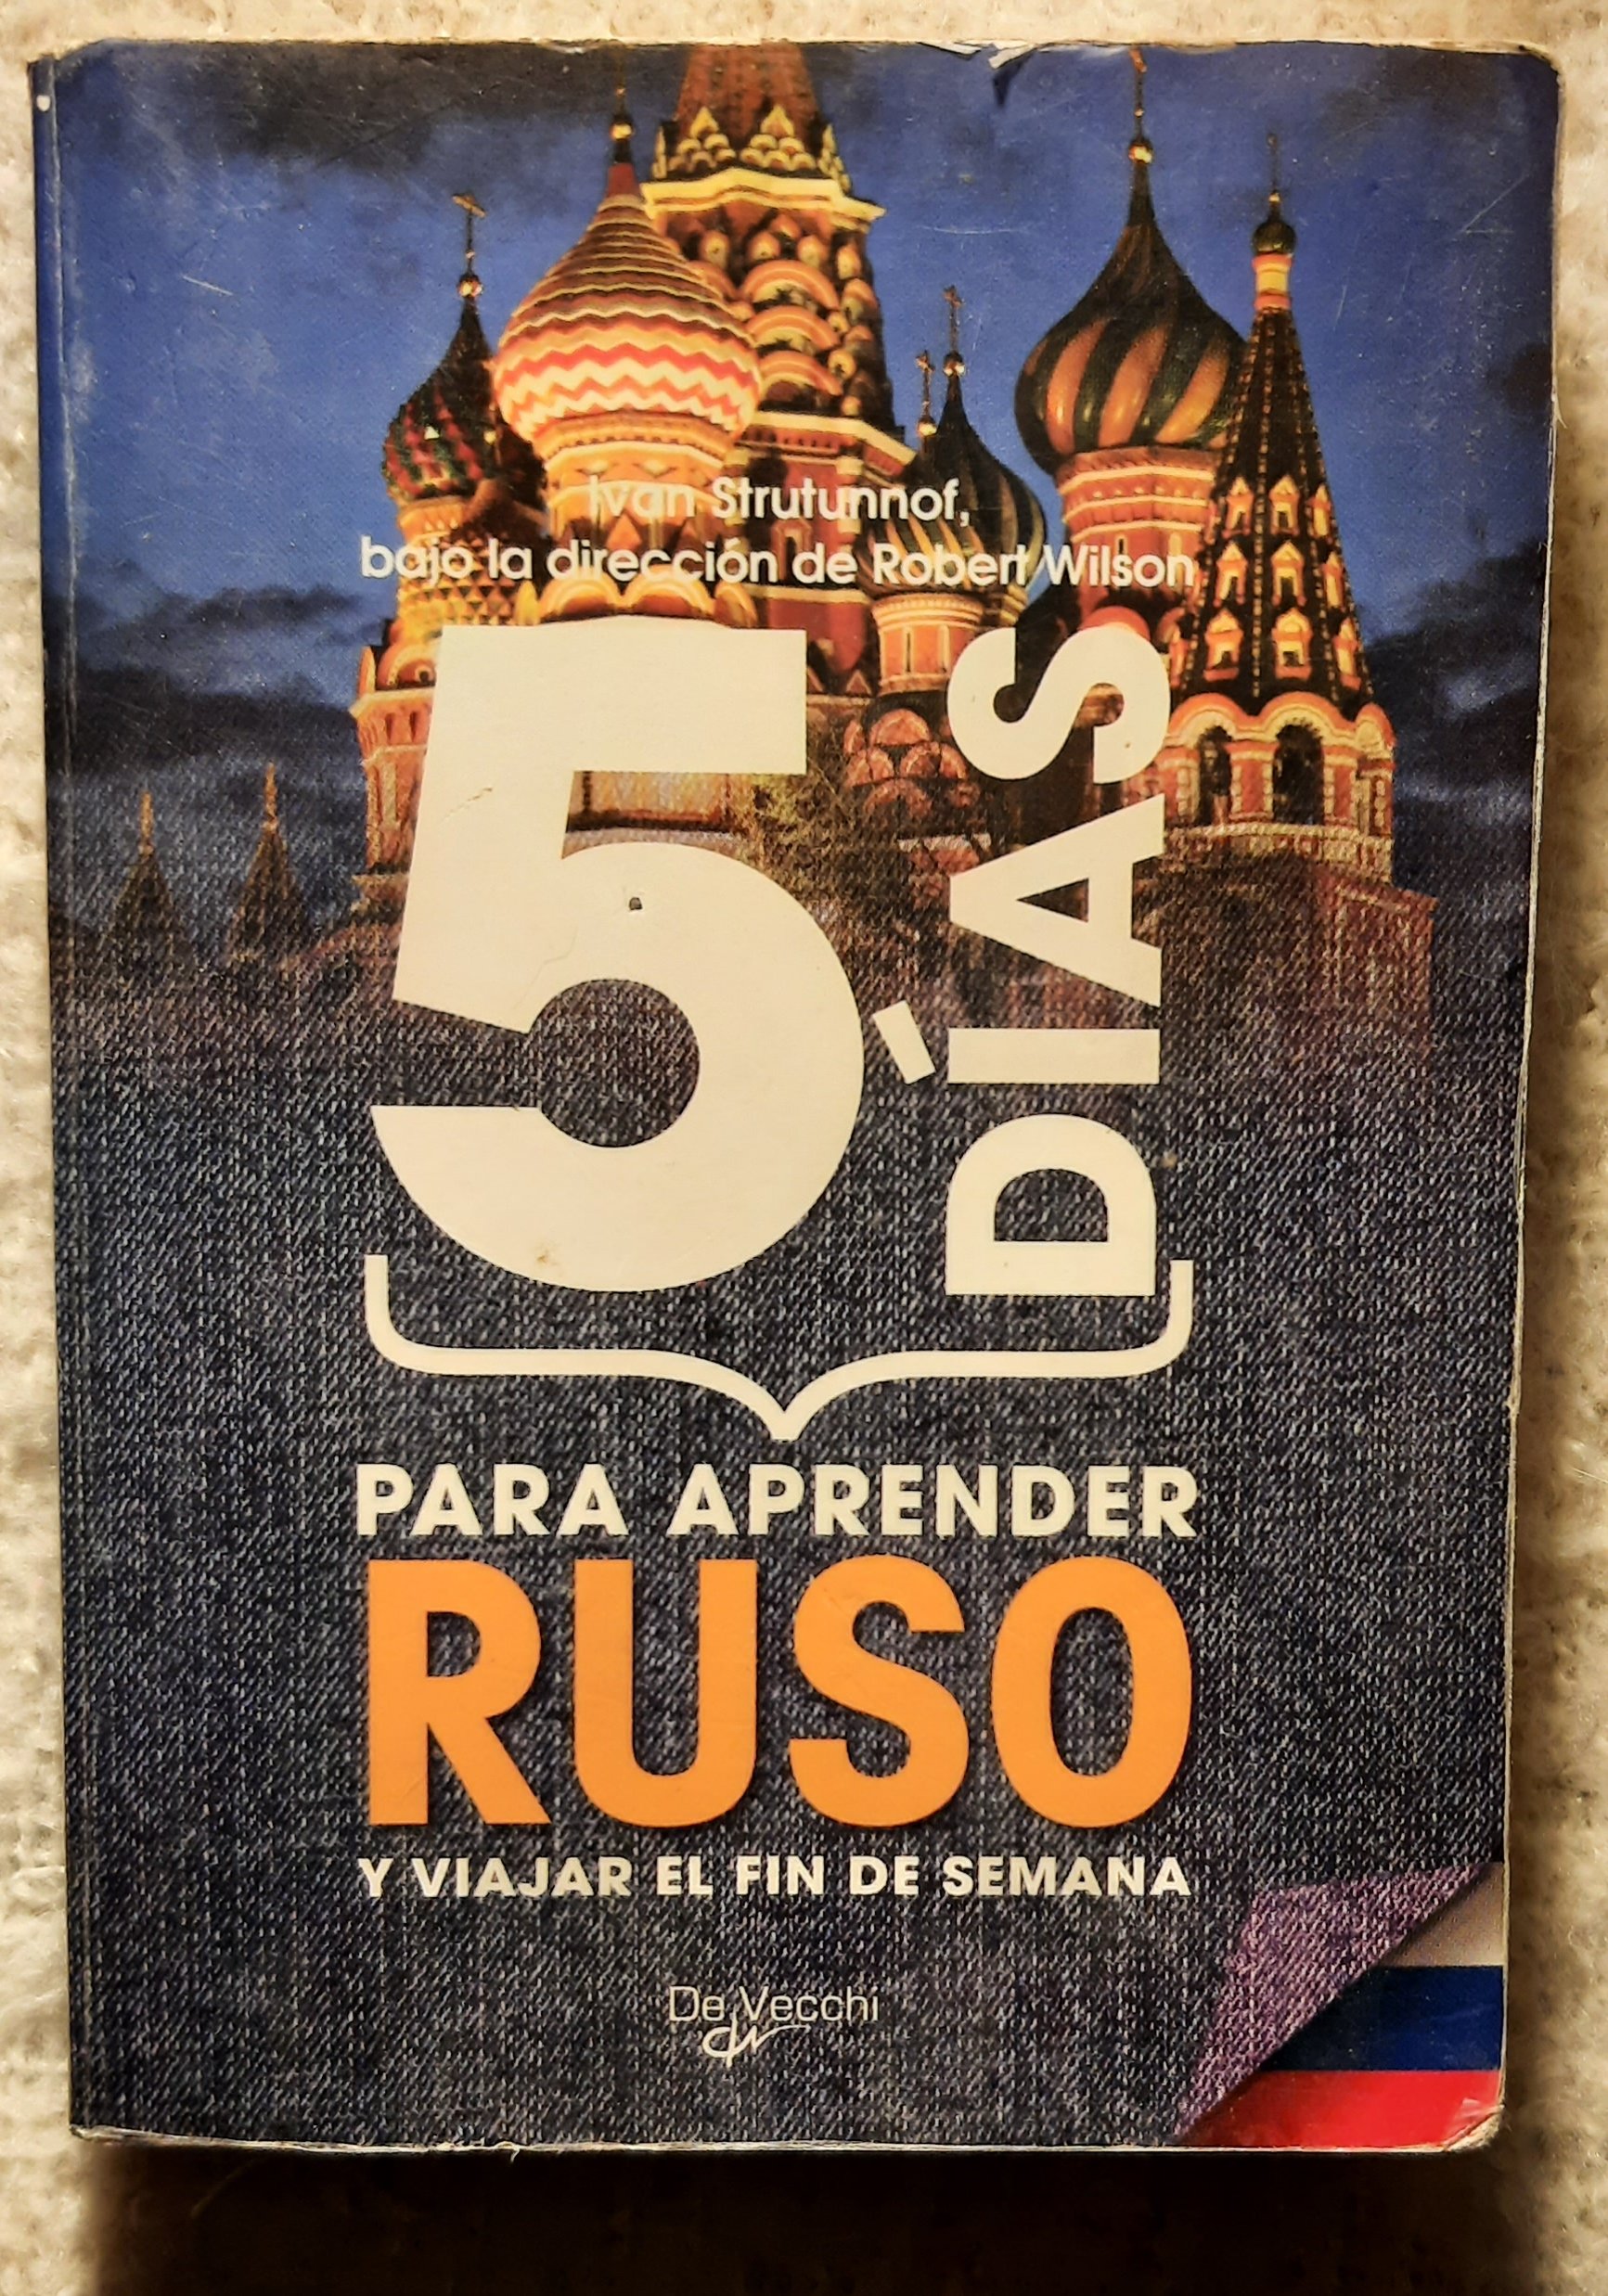 Ivan Strutunnof,
bajo la dirección de Robert Wilson
5 DÍAS
PARA APRENDER
RUSO
Y VIAJAR EL FIN DE SEMANA
De Vecchi
DV